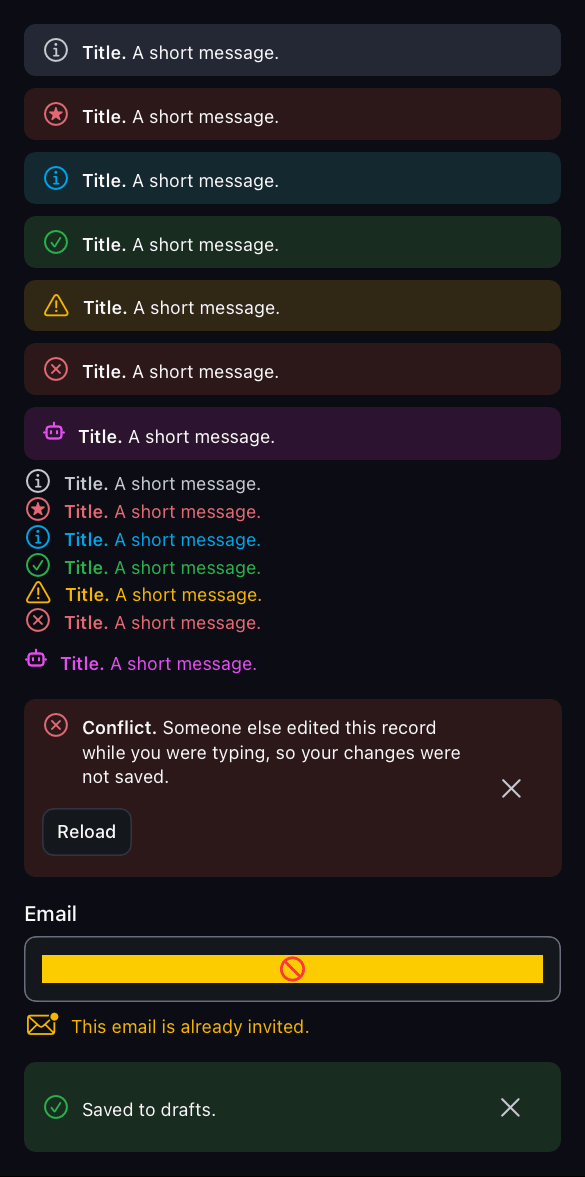 Title. A short message.
Title. A short message.
Title. A short message.
Title. A short message.
Title. A short message.
Title. A short message.
Title. A short message.
Title. A short message.
Title. A short message.
Title. A short message.
Title. A short message.
Title. A short message.
Title. A short message.
Title. A short message.
Conflict. Someone else edited this record
while you were typing, so your changes were
not saved.
Reload
Email
This email is already invited.
Saved to drafts.